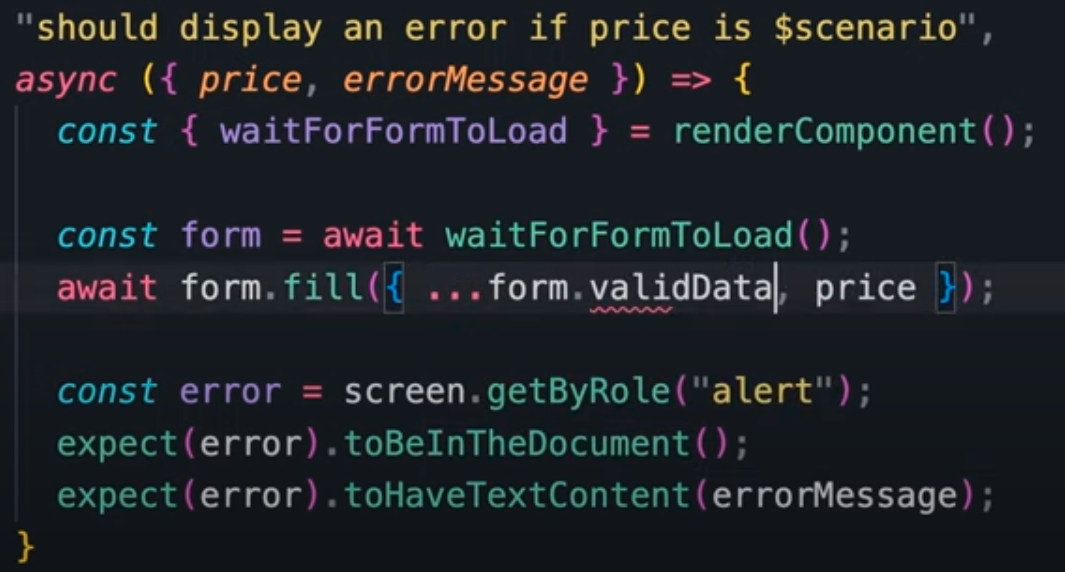 "should display an error if price is $scenario",
async ({ price, errorMessage }) => {
const { waitForFormToLoad } = renderComponent();
const form = await waitForFormToLoad();
await form.fill({ ...form.validData, price });
const error = screen.getByRole("alert");
expect(error).toBeInTheDocument();
expect(error).toHaveTextContent(errorMessage);
}